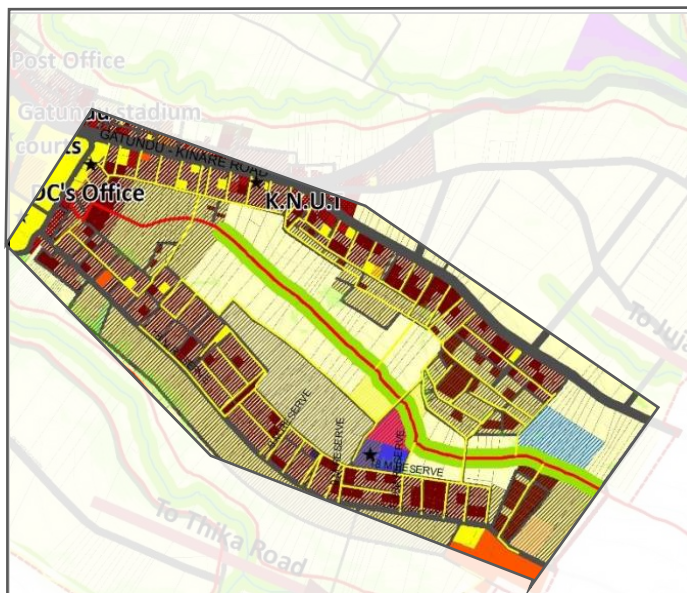 Post Office
Gatundu stadium
courts
GATUNDU - KINARE ROAD
DC's Office
K.N.U.T
To Juja
RESERVE
RESERVE
RESERVE
18 M RESERVE
To Thika Road